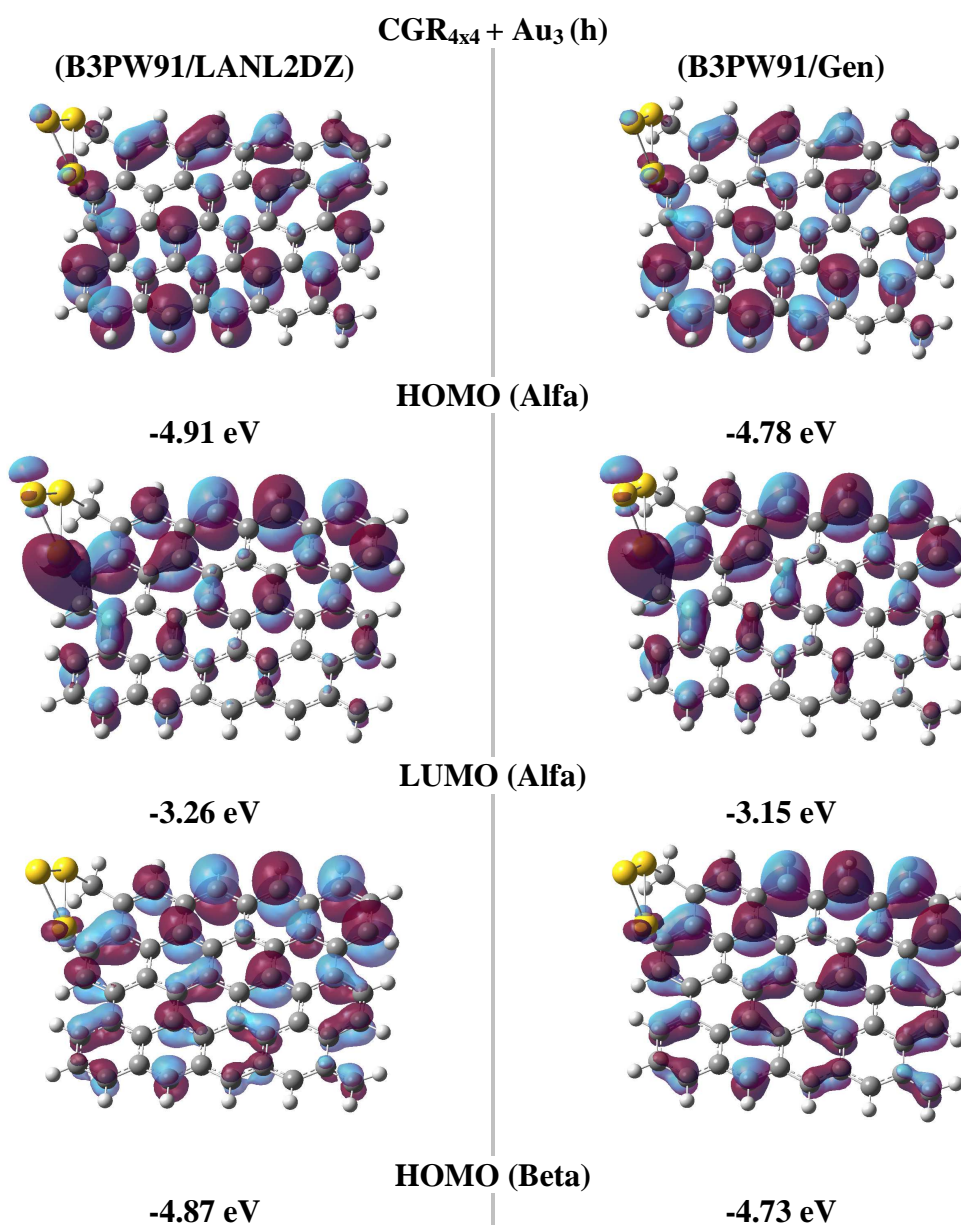 CGR4x4 + Au3 (h)
(B3PW91/LANL2DZ) (B3PW91/Gen)
HOMO (Alfa)
-4.91 eV -4.78 eV
LUMO (Alfa)
-3.26 eV -3.15 eV
HOMO (Beta)
-4.87 eV -4.73 eV